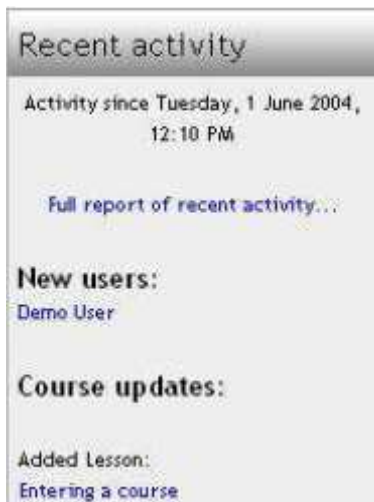 Recent activity
Activity since Tuesday, 1 June 2004,
12:10 PM
Full report of recent activity...
New users:
Demo User
Course updates:
Added Lesson:
Entering a course